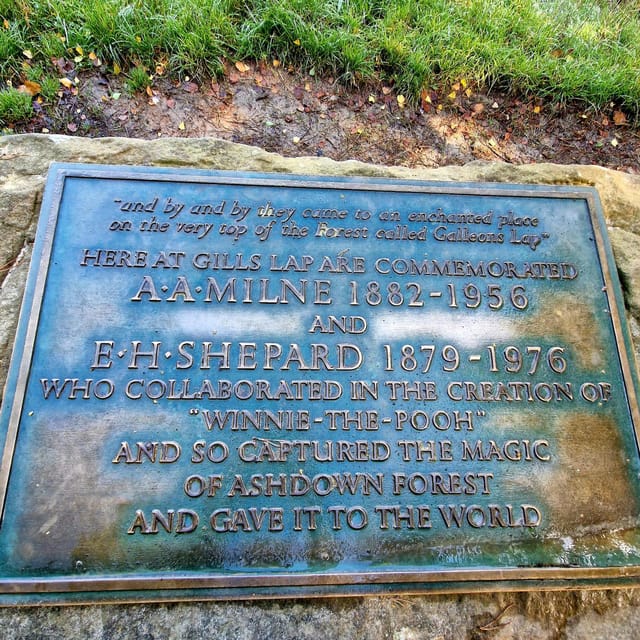 "and by and by they came to an enchanted place
on the very top of the Forest called Galleons Lap"
HERE AT GILLS LAP ARE COMMEMORATED
A·A·MILNE 1882-1956
AND
E·H·SHEPARD 1879-1976
WHO COLLABORATED IN THE CREATION OF
"WINNIE-THE-POOH"
AND SO CAPTURED THE MAGIC
OF ASHDOWN FOREST
AND GAVE IT TO THE WORLD